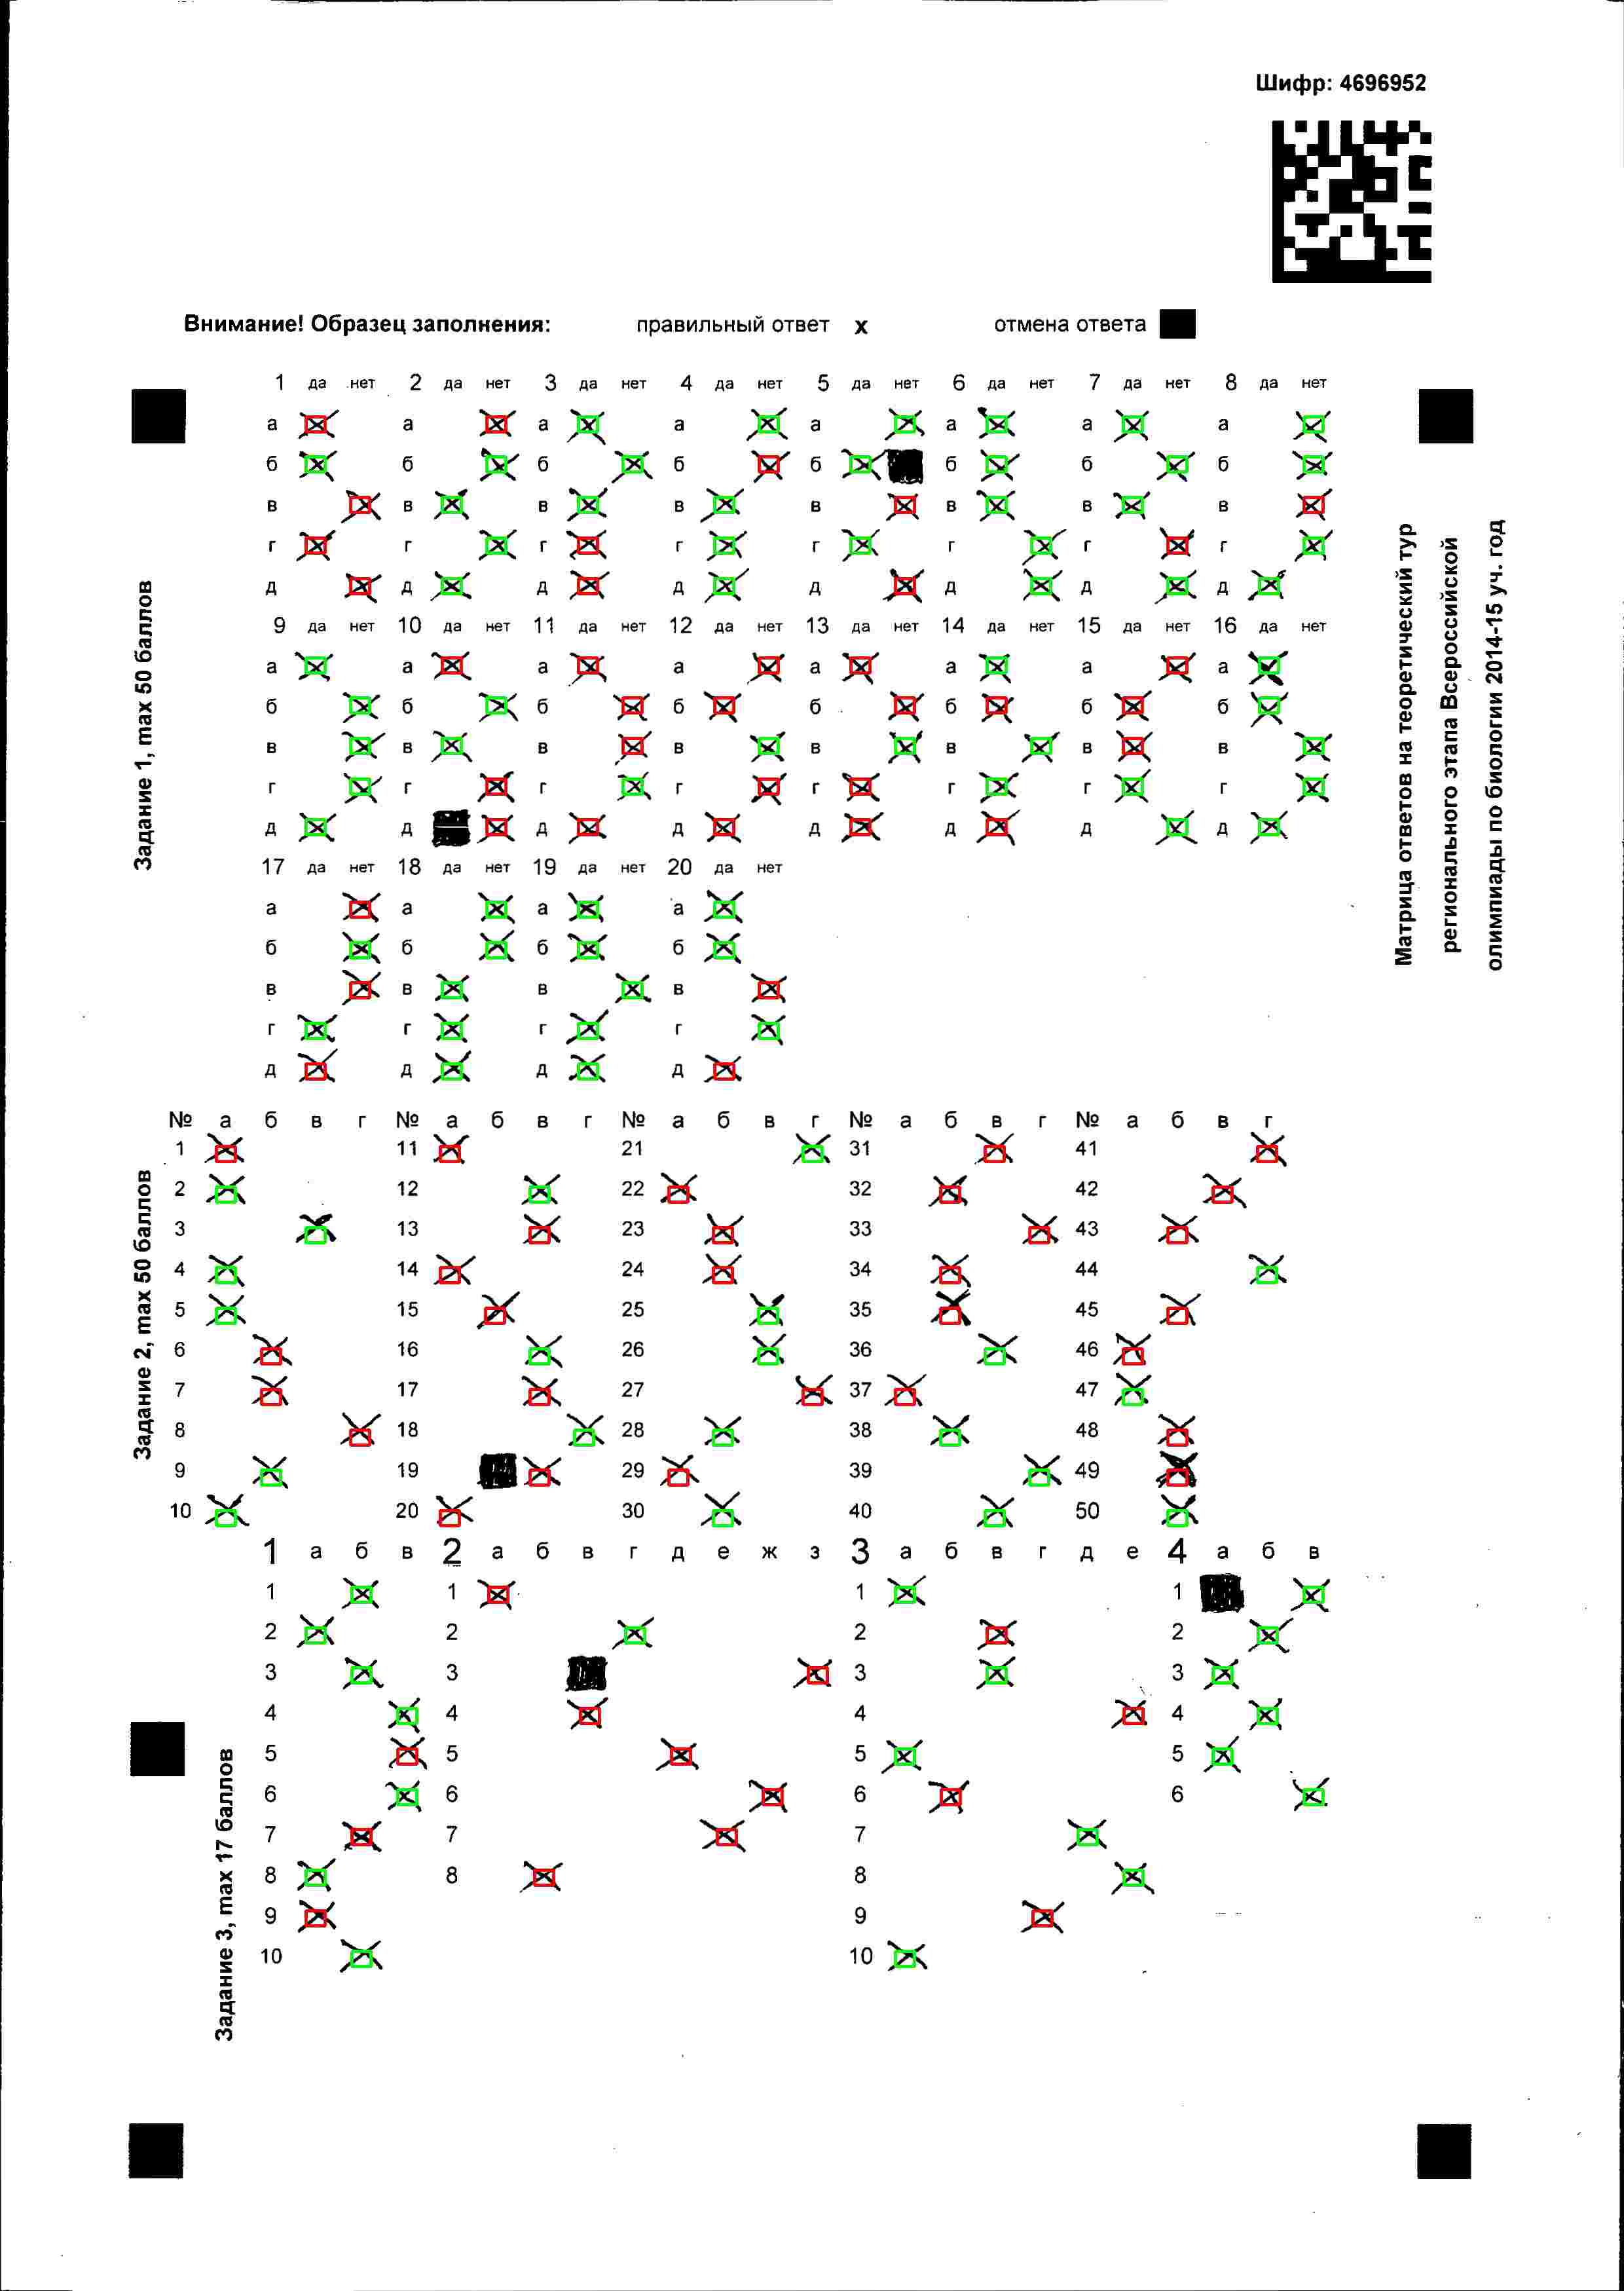 Шифр: 4696952
Внимание! Образец заполнения: правильный ответ х отмена ответа
Матрица ответов на теоретический тур
регионального этапа Всероссийской
олимпиады по биологии 2014-15 уч. год
Задание 1, max 50 баллов
1 да нет 2 да нет 3 да нет 4 да нет 5 да нет 6 да нет 7 да нет 8 да нет
а а а а а а а а
б б б б б б б б
в в в в в в в в
г г г г г г г г
д д д д д д д д
9 да нет 10 да нет 11 да нет 12 да нет 13 да нет 14 да нет 15 да нет 16 да нет
а а а а а а а а
б б б б б б б б
в в в в в в в в
г г г г г г г г
д д д д д д д д
17 да нет 18 да нет 19 да нет 20 да нет
а а а а
б б б б
в в в в
г г г г
д д д д
Задание 2, max 50 баллов
№ а б в г № а б в г № а б в г № а б в г № а б в г
1 11 21 31 41
2 12 22 32 42
3 13 23 33 43
4 14 24 34 44
5 15 25 35 45
6 16 26 36 46
7 17 27 37 47
8 18 28 38 48
9 19 29 39 49
10 20 30 40 50
Задание 3, max 17 баллов
1 а б в 2 а б в г д е ж з 3 а б в г д е 4 а б в
1 1 1 1
2 2 2 2
3 3 3 3
4 4 4 4
5 5 5 5
6 6 6 6
7 7 7
8 8 8
9 9
10 10